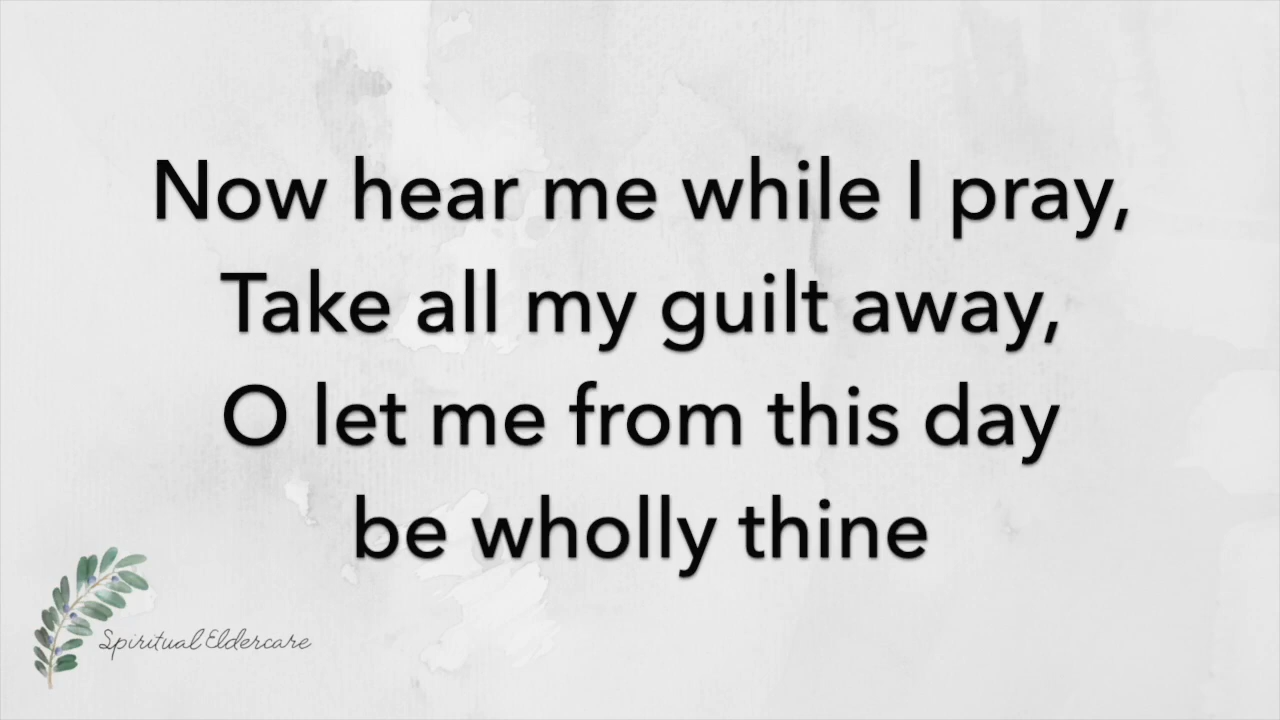 Now hear me while I pray,
Take all my guilt away,
O let me from this day
be wholly thine
Spiritual Eldercare